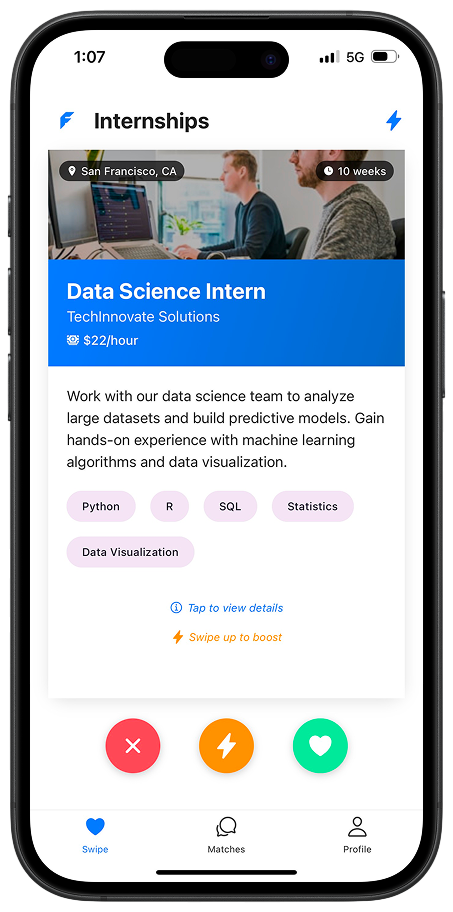 1:07
5G
Internships
San Francisco, CA
10 weeks
Data Science Intern
TechInnovate Solutions
$22/hour
Work with our data science team to analyze
large datasets and build predictive models. Gain
hands-on experience with machine learning
algorithms and data visualization.
Python
R
SQL
Statistics
Data Visualization
Tap to view details
Swipe up to boost
Swipe
Matches
Profile